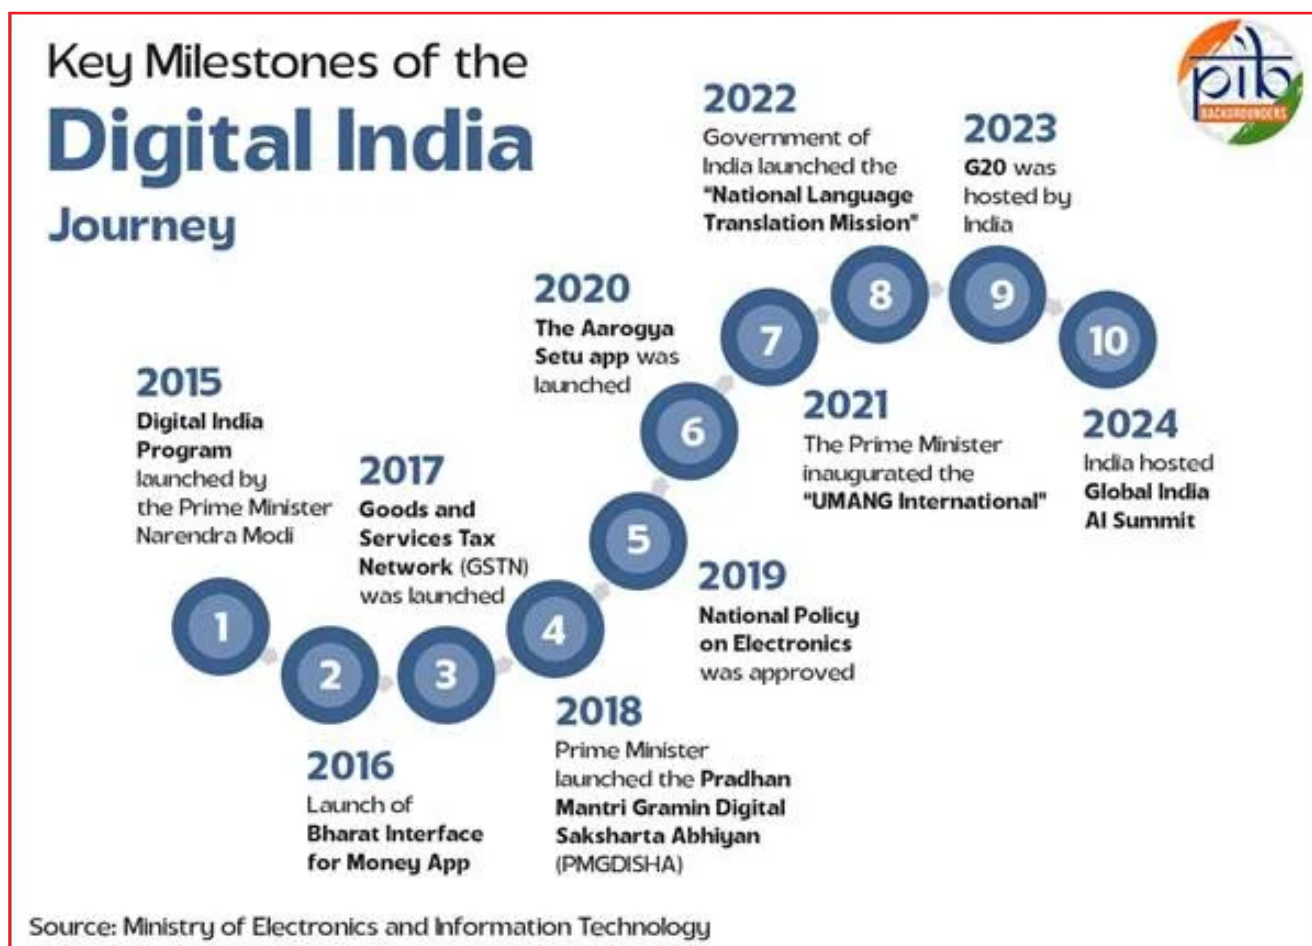 Key Milestones of the
Digital India
Journey
pib
BACKGROUNDERS
2015
Digital India
Program
launched by
the Prime Minister
Narendra Modi
1
2
2016
Launch of
Bharat Interface
for Money App
2017
Goods and
Services Tax
Network (GSTN)
was launched
3
4
2018
Prime Minister
launched the Pradhan
Mantri Gramin Digital
Saksharta Abhiyan
(PMGDISHA)
5
2019
National Policy
on Electronics
was approved
2020
The Aarogya
Setu app was
launched
6
7
2021
The Prime Minister
inaugurated the
"UMANG International"
2022
Government of
India launched the
"National Language
Translation Mission"
8
2023
G20 was
hosted by
India
9
10
2024
India hosted
Global India
AI Summit
Source: Ministry of Electronics and Information Technology